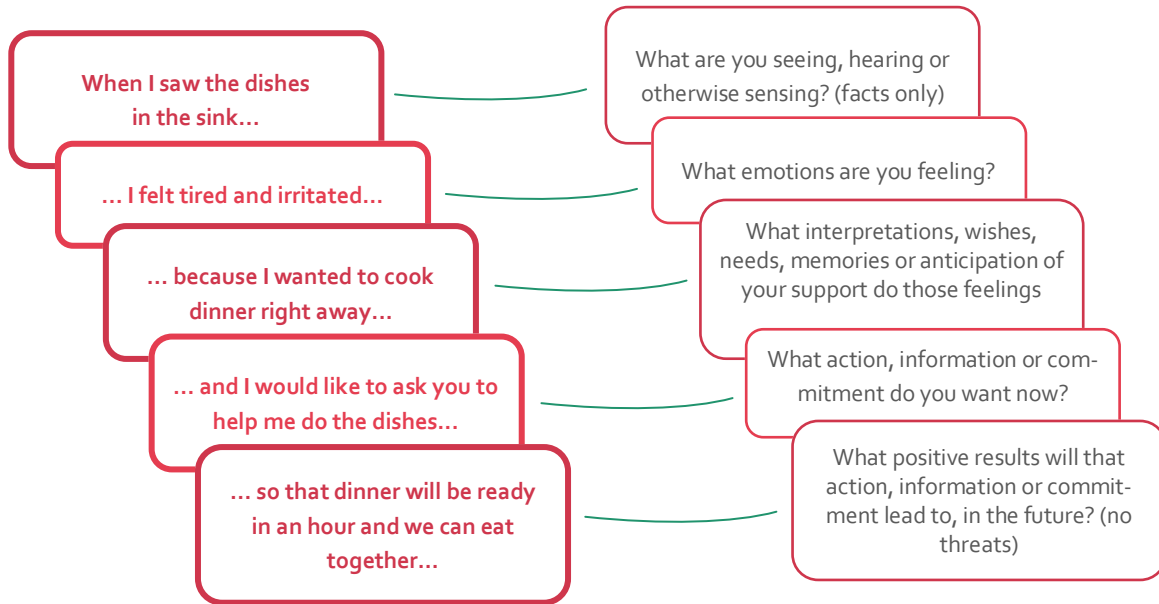 When I saw the dishes
in the sink...
What are you seeing, hearing or
otherwise sensing? (facts only)
... I felt tired and irritated...
What emotions are you feeling?
... because I wanted to cook
dinner right away...
What interpretations, wishes,
needs, memories or anticipation of
your support do those feelings
... and I would like to ask you to
help me do the dishes...
What action, information or com-
mitment do you want now?
... so that dinner will be ready
in an hour and we can eat
together...
What positive results will that
action, information or commit-
ment lead to, in the future? (no
threats)